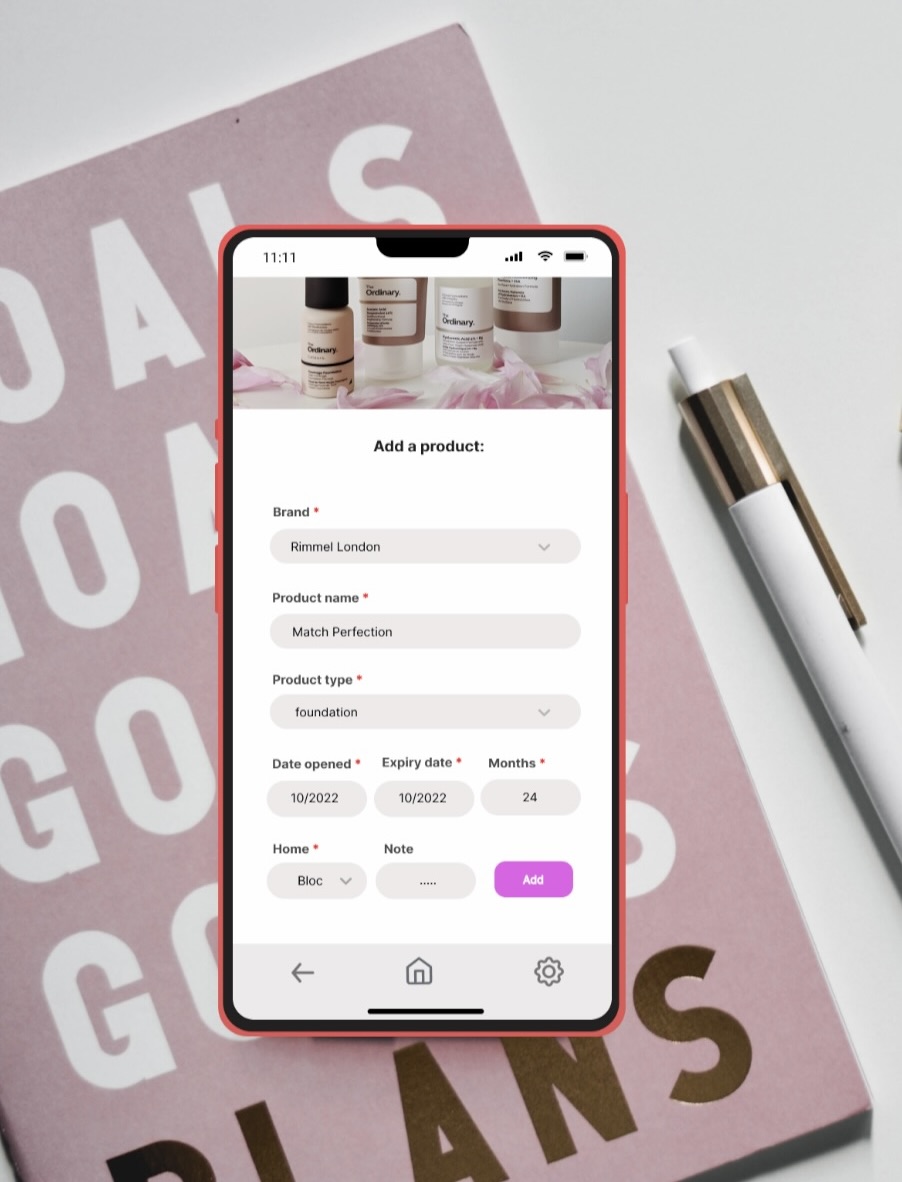 OALS
OA
GO S
GO
PLANS
11:11
The
Ordinary.
The
Ordinary.
The
Ordinary.
Add a product:
Brand *
Rimmel London
Product name *
Match Perfection
Product type *
foundation
Date opened * Expiry date * Months *
10/2022 10/2022 24
Home * Note
Bloc ..... Add